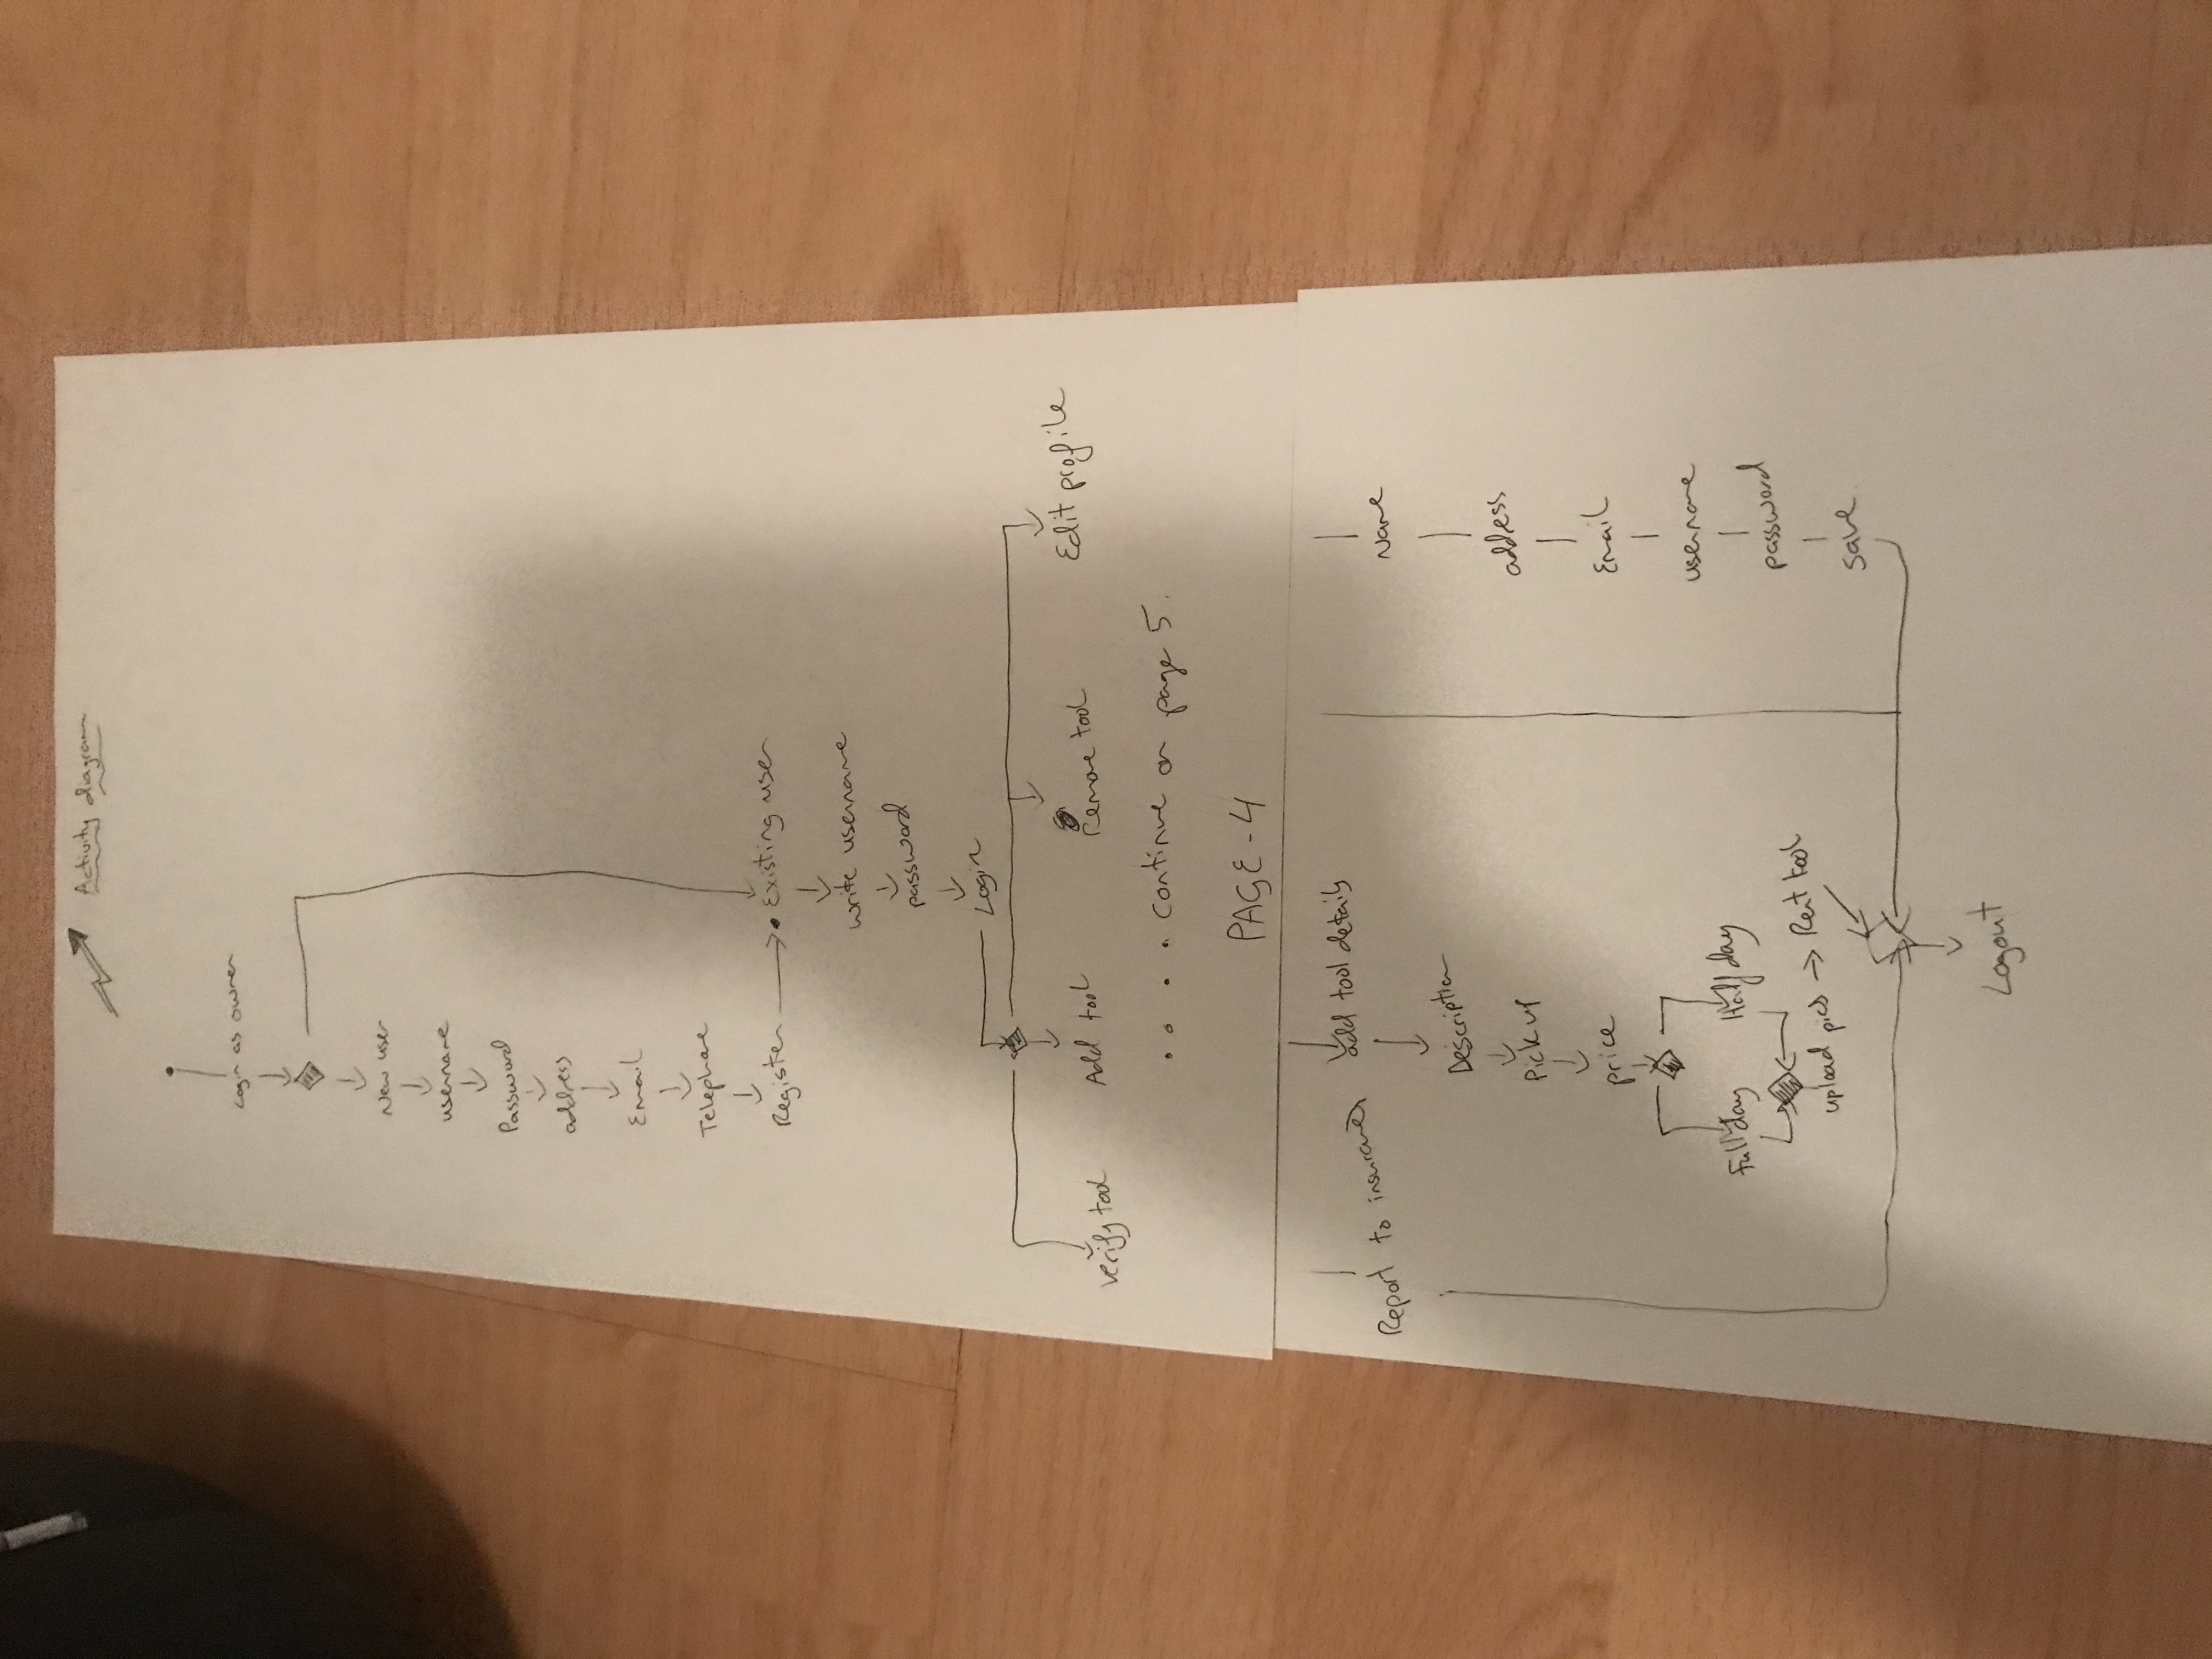 Activity diagram
Login as owner
New user
username
Password
address
Email
Telephone
Register
Existing user
write username
password
Login
Verify tool
Add tool
Remove tool
Edit profile
. . . . continue on page 5.
PAGE-4
Report to insurance
add tool details
Description
Pick up
price
Full day
Half day
upload pics
Rent tool
Name
address
Email
username
password
save
Logout